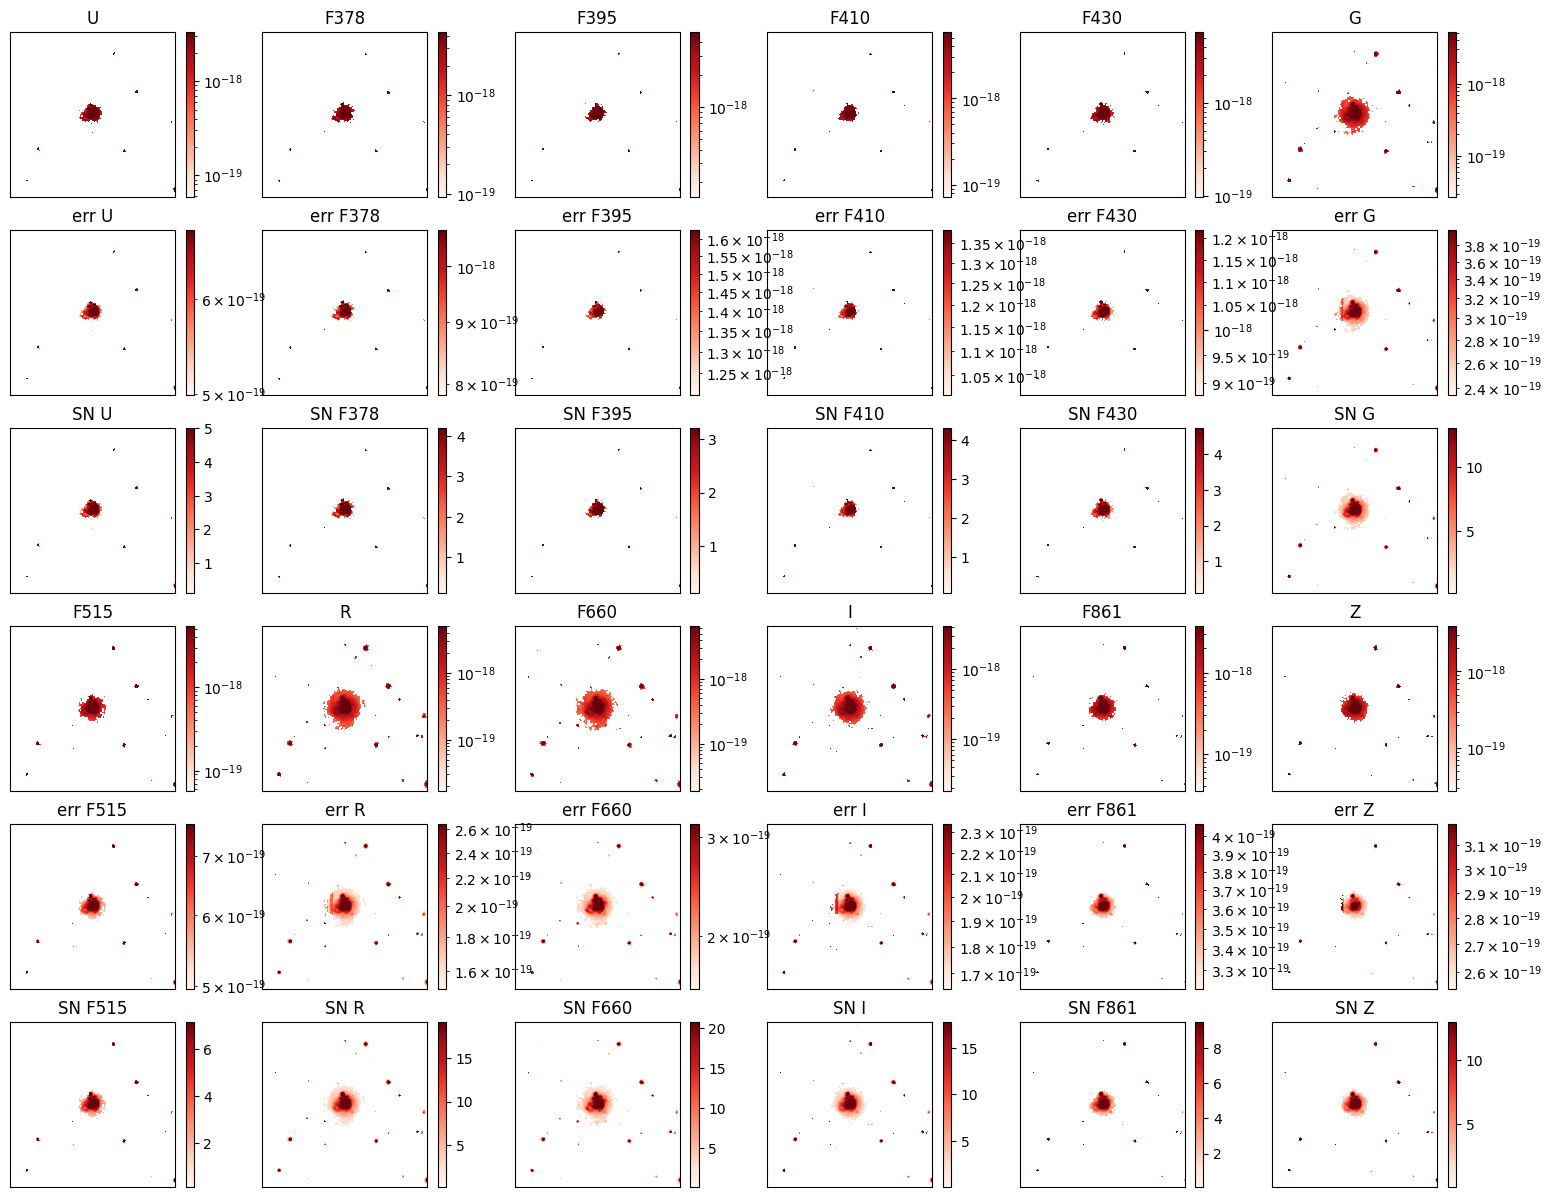 U F378 F395 F410 F430 G
10⁻¹⁸ 10⁻¹⁸ 10⁻¹⁸ 10⁻¹⁸ 10⁻¹⁸ 10⁻¹⁸
10⁻¹⁹ 10⁻¹⁹ 10⁻¹⁹ 10⁻¹⁹ 10⁻¹⁹
err U err F378 err F395 err F410 err F430 err G
6 × 10⁻¹⁹
5 × 10⁻¹⁹
10⁻¹⁸
9 × 10⁻¹⁹
8 × 10⁻¹⁹
1.6 × 10⁻¹⁸
1.55 × 10⁻¹⁸
1.5 × 10⁻¹⁸
1.45 × 10⁻¹⁸
1.4 × 10⁻¹⁸
1.35 × 10⁻¹⁸
1.3 × 10⁻¹⁸
1.25 × 10⁻¹⁸
1.35 × 10⁻¹⁸
1.3 × 10⁻¹⁸
1.25 × 10⁻¹⁸
1.2 × 10⁻¹⁸
1.15 × 10⁻¹⁸
1.1 × 10⁻¹⁸
1.05 × 10⁻¹⁸
1.2 × 10⁻¹⁸
1.15 × 10⁻¹⁸
1.1 × 10⁻¹⁸
1.05 × 10⁻¹⁸
10⁻¹⁸
9.5 × 10⁻¹⁹
9 × 10⁻¹⁹
3.8 × 10⁻¹⁹
3.6 × 10⁻¹⁹
3.4 × 10⁻¹⁹
3.2 × 10⁻¹⁹
3 × 10⁻¹⁹
2.8 × 10⁻¹⁹
2.6 × 10⁻¹⁹
2.4 × 10⁻¹⁹
SN U SN F378 SN F395 SN F410 SN F430 SN G
5
4
3
2
1
4
3
2
1
3
2
1
4
3
2
1
4
3
2
1
10
5
F515 R F660 I F861 Z
10⁻¹⁸ 10⁻¹⁸ 10⁻¹⁸ 10⁻¹⁸ 10⁻¹⁸ 10⁻¹⁸
10⁻¹⁹ 10⁻¹⁹ 10⁻¹⁹ 10⁻¹⁹ 10⁻¹⁹ 10⁻¹⁹
err F515 err R err F660 err I err F861 err Z
7 × 10⁻¹⁹
6 × 10⁻¹⁹
5 × 10⁻¹⁹
2.6 × 10⁻¹⁹
2.4 × 10⁻¹⁹
2.2 × 10⁻¹⁹
2 × 10⁻¹⁹
1.8 × 10⁻¹⁹
1.6 × 10⁻¹⁹
3 × 10⁻¹⁹
2 × 10⁻¹⁹
2.3 × 10⁻¹⁹
2.2 × 10⁻¹⁹
2.1 × 10⁻¹⁹
2 × 10⁻¹⁹
1.9 × 10⁻¹⁹
1.8 × 10⁻¹⁹
1.7 × 10⁻¹⁹
4 × 10⁻¹⁹
3.9 × 10⁻¹⁹
3.8 × 10⁻¹⁹
3.7 × 10⁻¹⁹
3.6 × 10⁻¹⁹
3.5 × 10⁻¹⁹
3.4 × 10⁻¹⁹
3.3 × 10⁻¹⁹
3.1 × 10⁻¹⁹
3 × 10⁻¹⁹
2.9 × 10⁻¹⁹
2.8 × 10⁻¹⁹
2.7 × 10⁻¹⁹
2.6 × 10⁻¹⁹
SN F515 SN R SN F660 SN I SN F861 SN Z
6
4
2
15
10
5
20
15
10
5
15
10
5
8
6
4
2
10
5